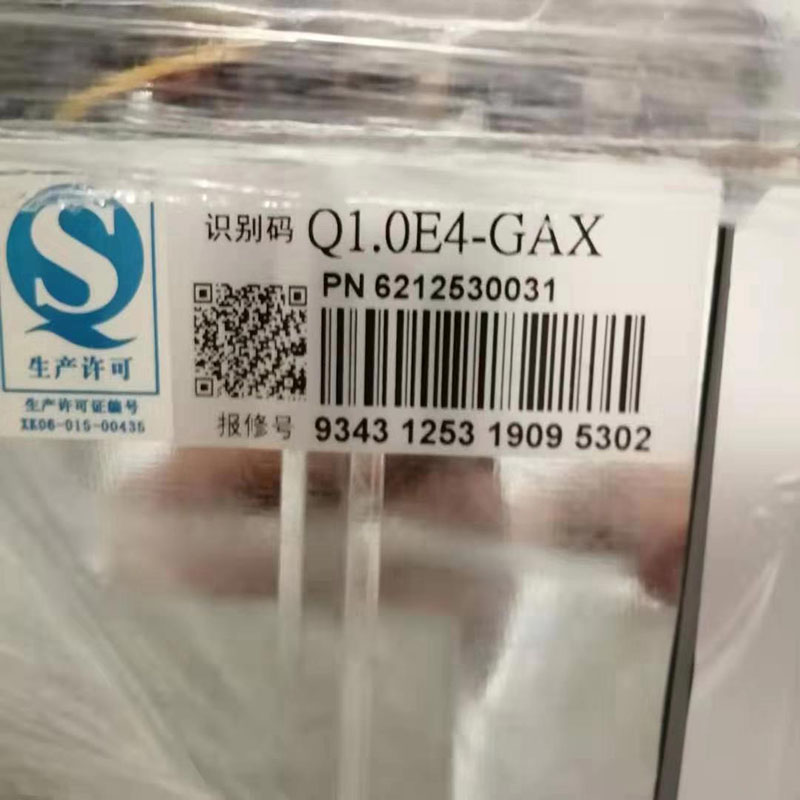 识别码 Q1.0E4-GAX
PN 6212530031
生产许可
生产许可证编号
XK06-015-00435
报修号 9343 1253 1909 5302